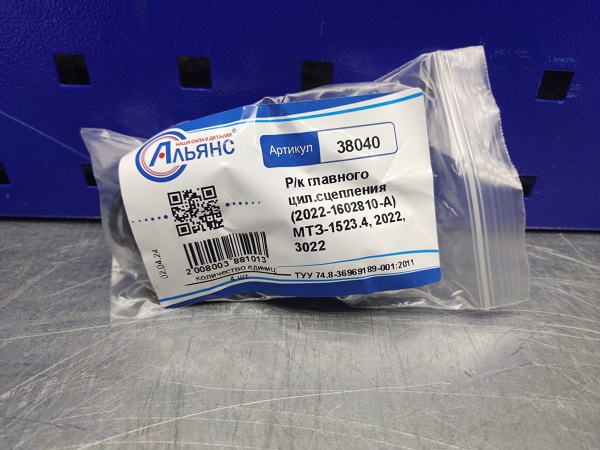 НАША СИЛА В ДЕТАЛЯХ
®
АЛЬЯНС
Артикул 38040
Р/к главного
цил.сцепления
(2022-1602810-А)
МТЗ-1523.4, 2022,
3022
02.04.24
2 008003 881013
количество единиц
ТУУ 74.8-36969189-001:2011